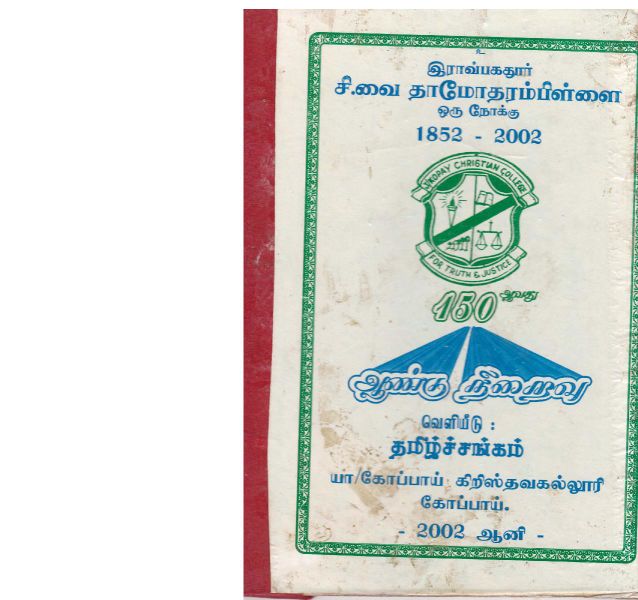 உ
இராவ்பகதூர்
சி.வை தாமோதரம்பிள்ளை
ஒரு நோக்கு
1852 - 2002
J/KOPAY CHRISTIAN COLLEGE
FOR TRUTH & JUSTICE
150 ஆவது
ஆண்டு நிறைவு
வெளியீடு :
தமிழ்ச்சங்கம்
யா/கோப்பாய் கிறிஸ்தவகல்லூரி
கோப்பாய்.
- 2002 ஆனி -